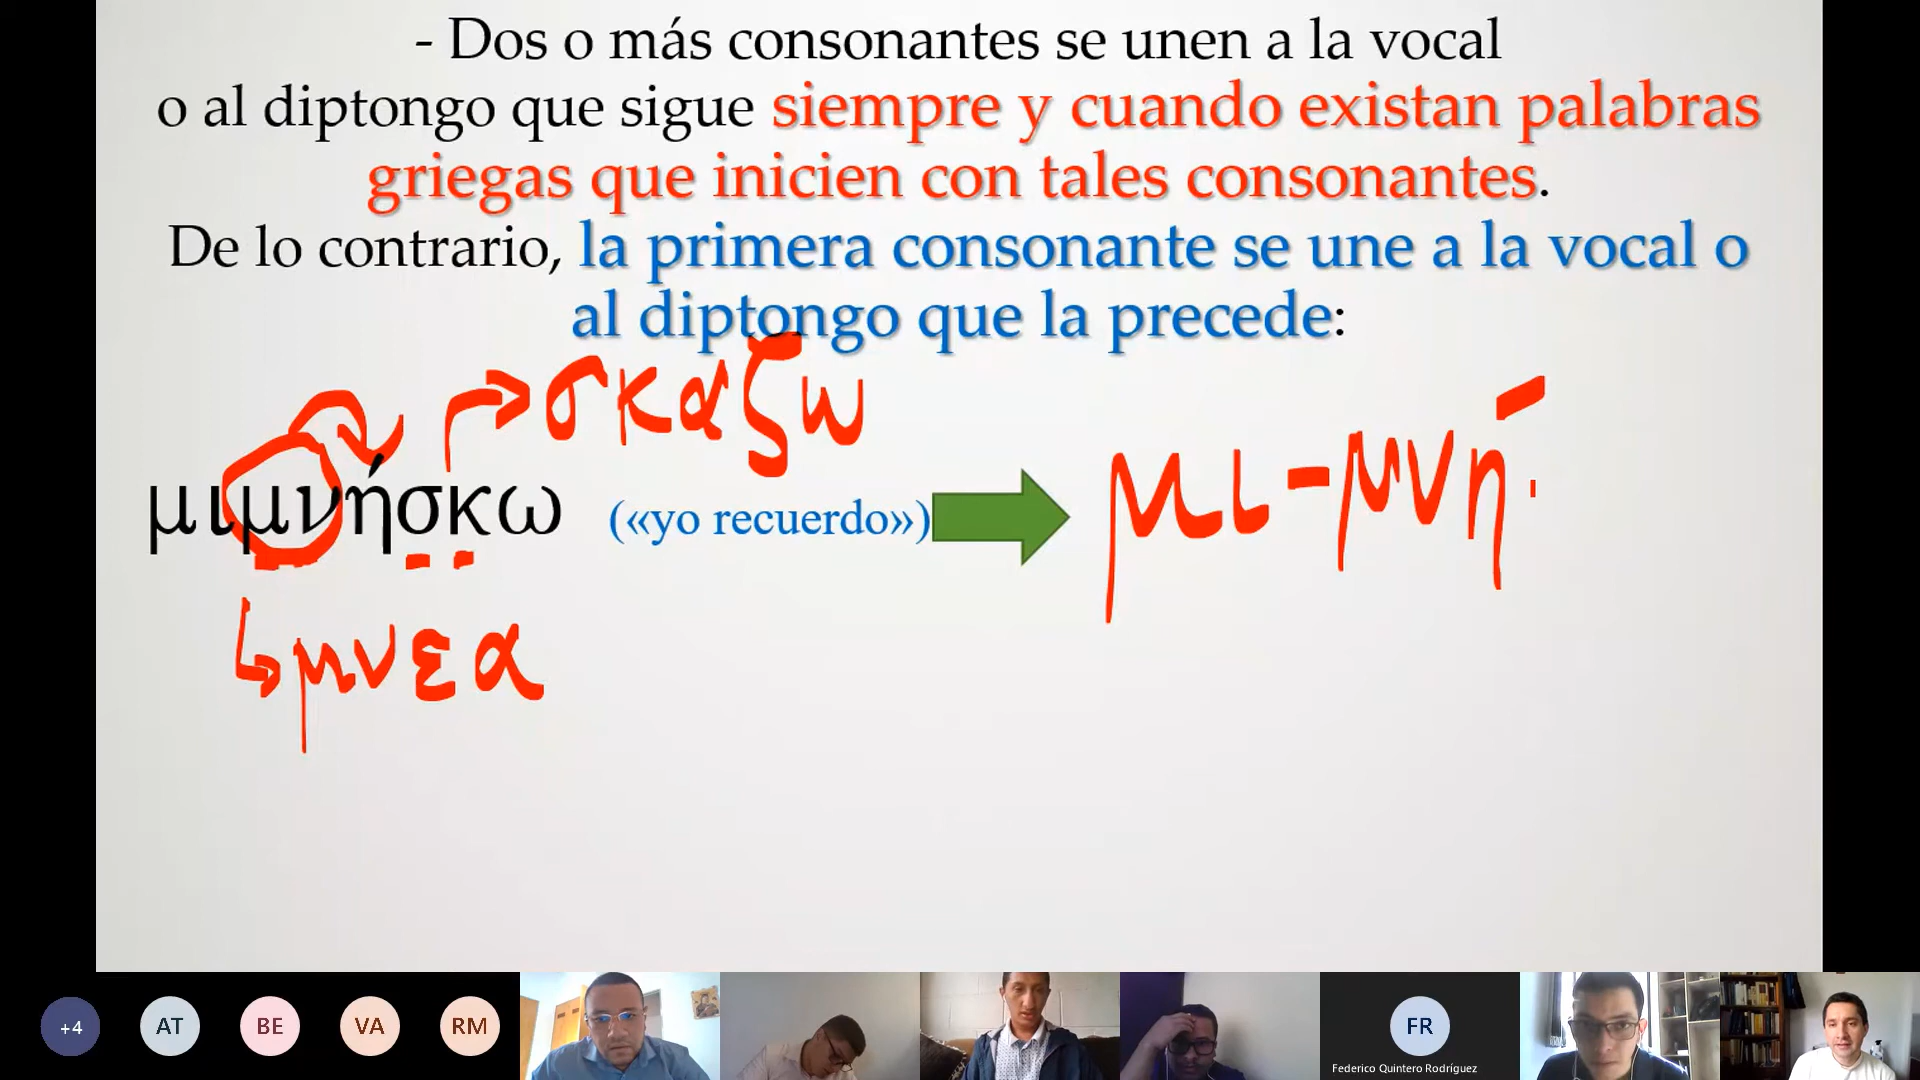 - Dos o más consonantes se unen a la vocal
o al diptongo que sigue siempre y cuando existan palabras
griegas que inicien con tales consonantes.
De lo contrario, la primera consonante se une a la vocal o
al diptongo que la precede:
σκαζω
μιμνήσκω («yo recuerdo») μι-μνή
μνεα
+4 AT BE VA RM FR
Federico Quintero Rodríguez